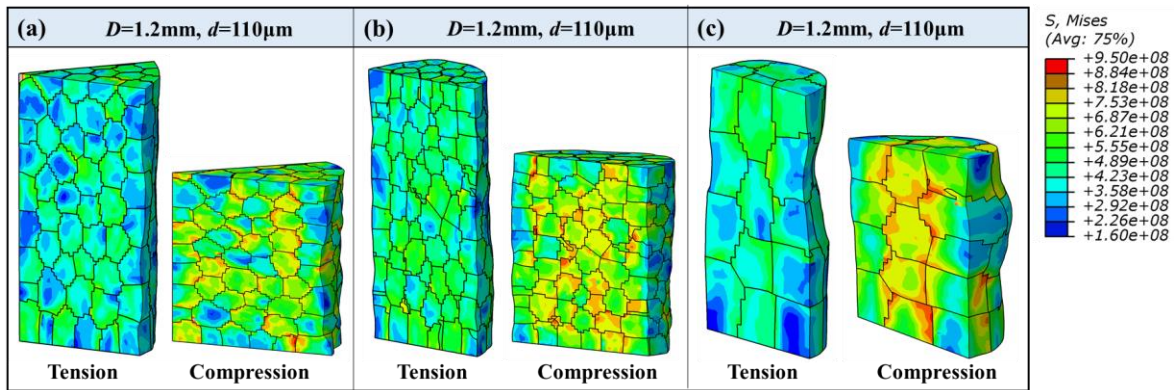 (a) D=1.2mm, d=110μm
(b) D=1.2mm, d=110μm
(c) D=1.2mm, d=110μm
S, Mises
(Avg: 75%)
+9.50e+08
+8.84e+08
+8.18e+08
+7.53e+08
+6.87e+08
+6.21e+08
+5.55e+08
+4.89e+08
+4.23e+08
+3.58e+08
+2.92e+08
+2.26e+08
+1.60e+08
Tension Compression
Tension Compression
Tension Compression